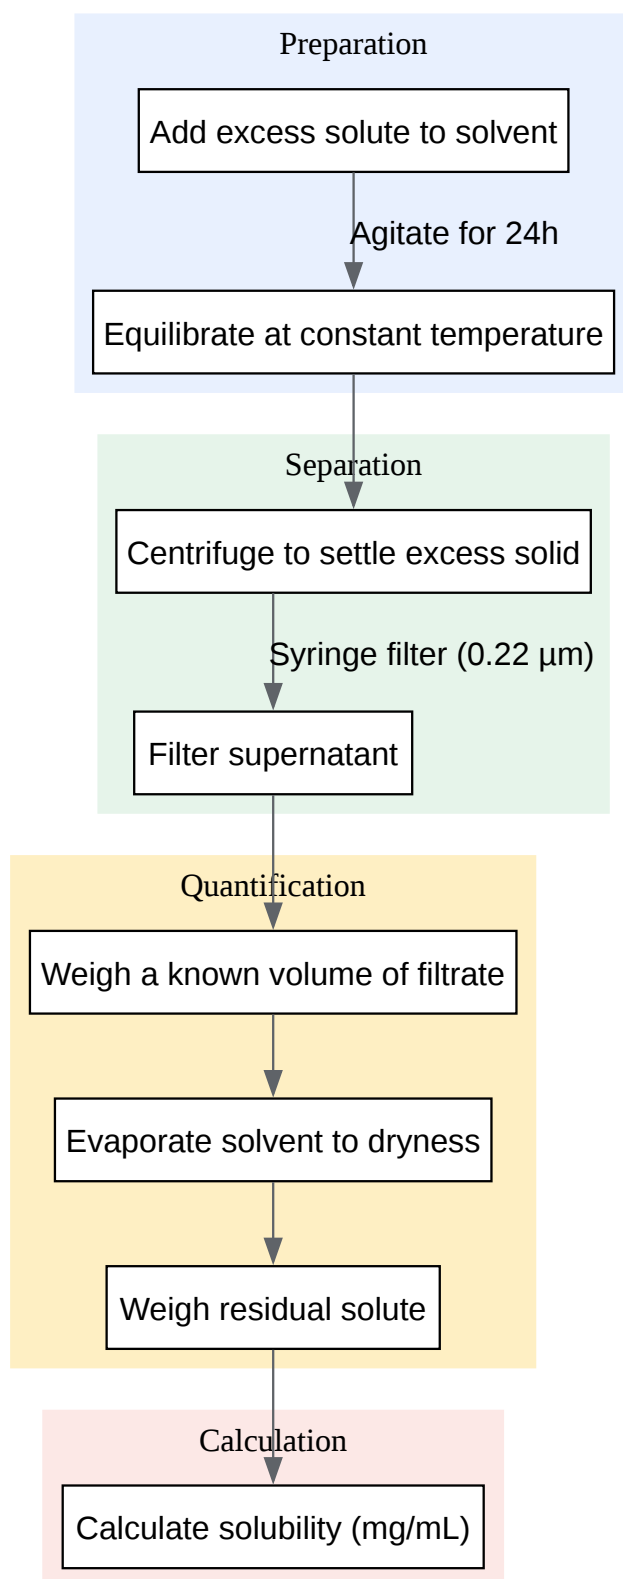 Preparation
Add excess solute to solvent
Agitate for 24h
Equilibrate at constant temperature
Separation
Centrifuge to settle excess solid
Syringe filter (0.22 µm)
Filter supernatant
Quantification
Weigh a known volume of filtrate
Evaporate solvent to dryness
Weigh residual solute
Calculation
Calculate solubility (mg/mL)